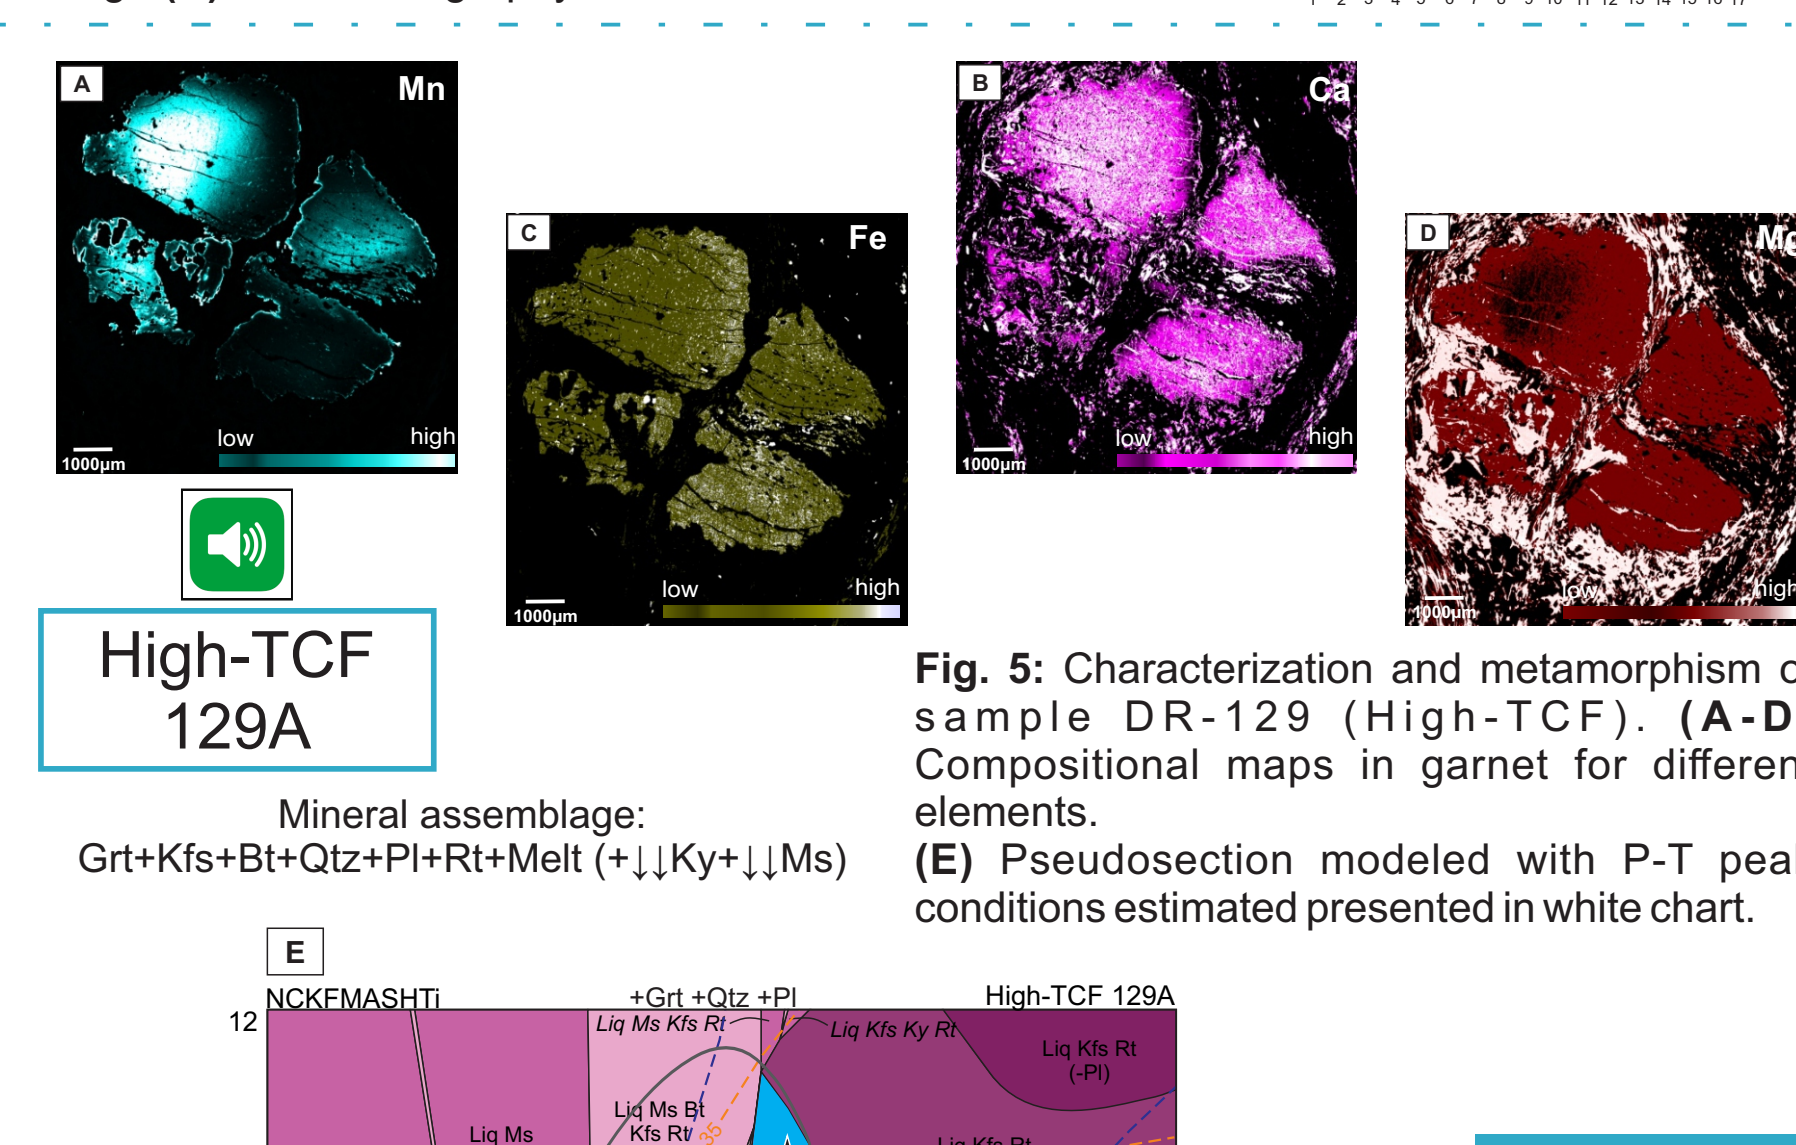 A
Mn
low
high
1000µm
B
Ca
low
high
1000µm
C
Fe
low
high
1000µm
D
low
1000µm
High-TCF
129A
Mineral assemblage:
Grt+Kfs+Bt+Qtz+Pl+Rt+Melt (+↓↓Ky+↓↓Ms)
Fig. 5: Characterization and metamorphism
sample DR-129 (High-TCF). (A-D
Compositional maps in garnet for differen
elements.
(E) Pseudosection modeled with P-T pea
conditions estimated presented in white chart.
E
NCKFMASHTi
+Grt +Qtz +Pl
High-TCF 129A
12
Liq Ms Kfs Rt
Liq Kfs Ky Rt
Liq Kfs Rt
(-Pl)
Liq Ms Bt
Kfs Rt
35
Liq Ms